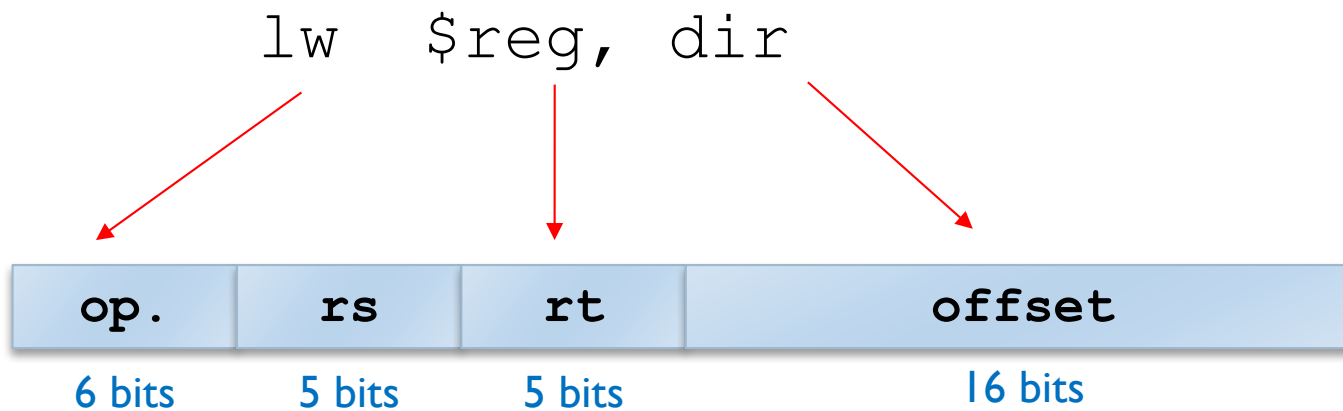 lw $reg, dir
op. rs rt offset
6 bits 5 bits 5 bits 16 bits